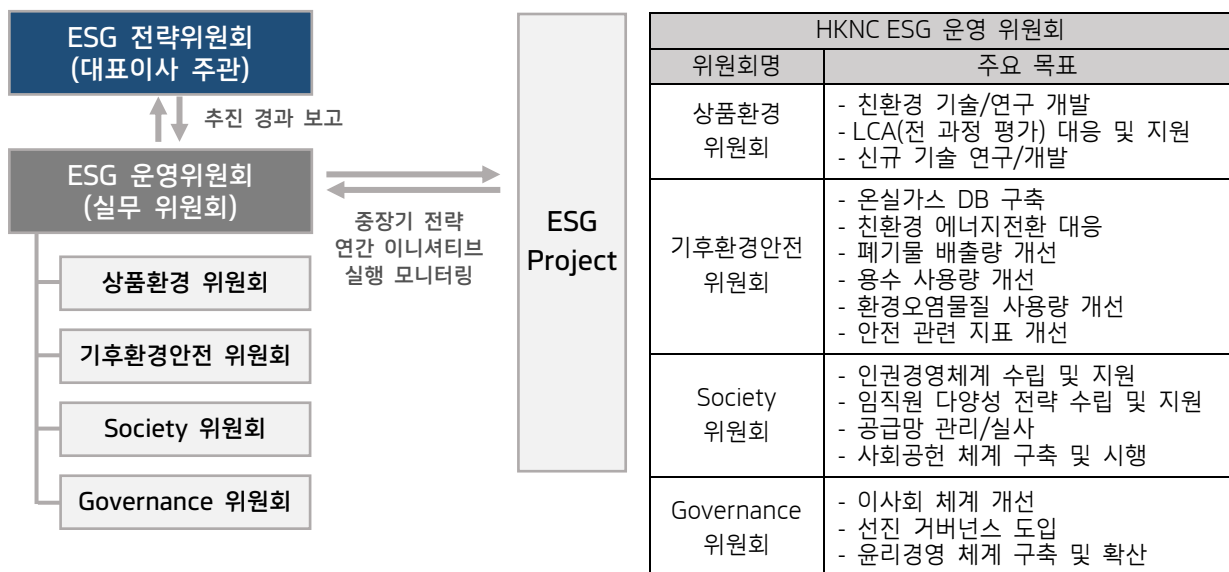 ESG 전략위원회
(대표이사 주관)
추진 경과 보고
ESG 운영위원회
(실무 위원회)
중장기 전략
연간 이니셔티브
실행 모니터링
상품환경 위원회
기후환경안전 위원회
Society 위원회
Governance 위원회
ESG
Project
HKNC ESG 운영 위원회
위원회명
주요 목표
상품환경
위원회
- 친환경 기술/연구 개발
- LCA(전 과정 평가) 대응 및 지원
- 신규 기술 연구/개발
기후환경안전
위원회
- 온실가스 DB 구축
- 친환경 에너지전환 대응
- 폐기물 배출량 개선
- 용수 사용량 개선
- 환경오염물질 사용량 개선
- 안전 관련 지표 개선
Society
위원회
- 인권경영체계 수립 및 지원
- 임직원 다양성 전략 수립 및 지원
- 공급망 관리/실사
- 사회공헌 체계 구축 및 시행
Governance
위원회
- 이사회 체계 개선
- 선진 거버넌스 도입
- 윤리경영 체계 구축 및 확산